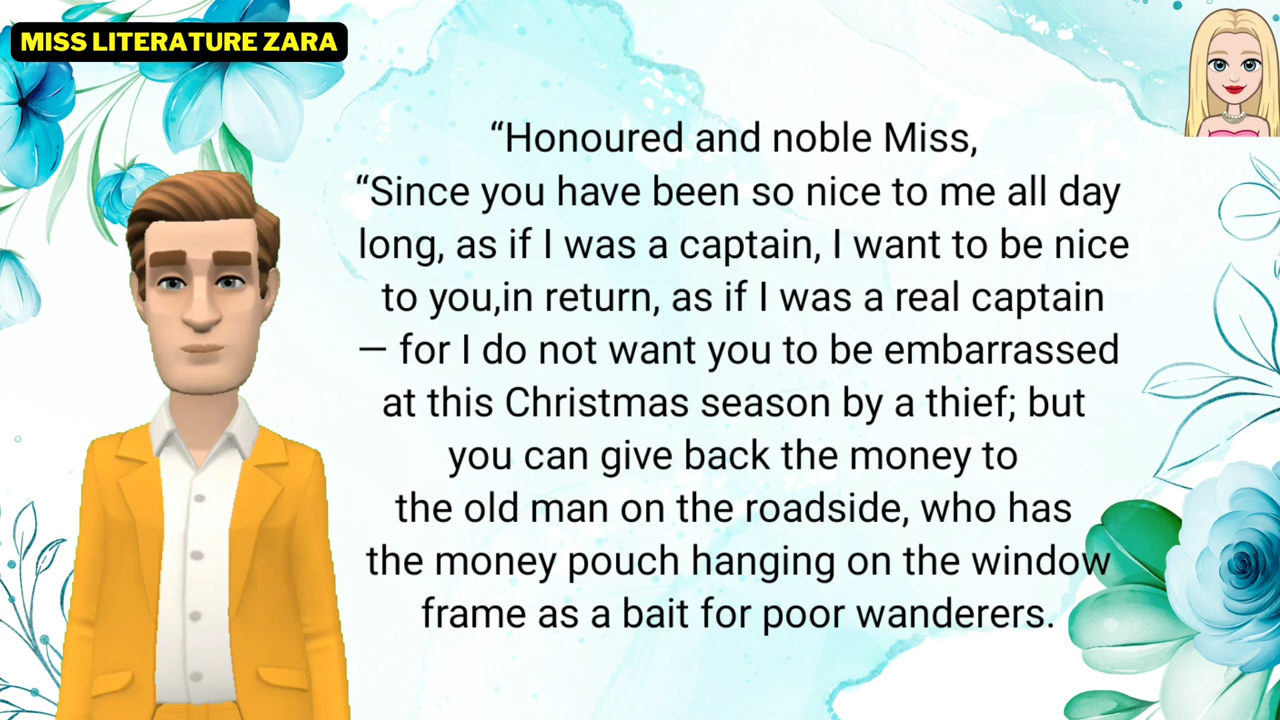 MISS LITERATURE ZARA
“Honoured and noble Miss,
“Since you have been so nice to me all day
long, as if I was a captain, I want to be nice
to you,in return, as if I was a real captain
— for I do not want you to be embarrassed
at this Christmas season by a thief; but
you can give back the money to
the old man on the roadside, who has
the money pouch hanging on the window
frame as a bait for poor wanderers.